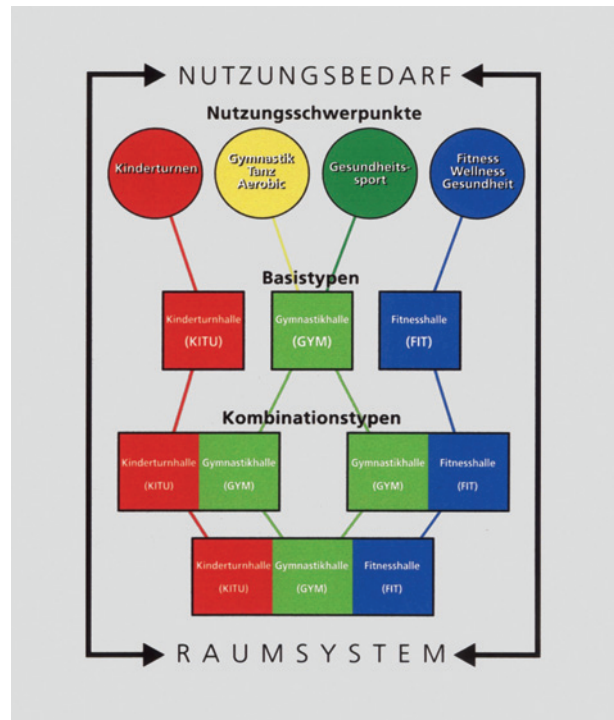 NUTZUNGSBEDARF
Nutzungsschwerpunkte
Kinderturnen
Gymnastik
Tanz
Aerobic
Gesundheits-
sport
Fitness
Wellness
Gesundheit
Basistypen
Kinderturnhalle
(KITU)
Gymnastikhalle
(GYM)
Fitnesshalle
(FIT)
Kombinationstypen
Kinderturnhalle
(KITU)
Gymnastikhalle
(GYM)
Gymnastikhalle
(GYM)
Fitnesshalle
(FIT)
Kinderturnhalle
(KITU)
Gymnastikhalle
(GYM)
Fitnesshalle
(FIT)
RAUMSYSTEM